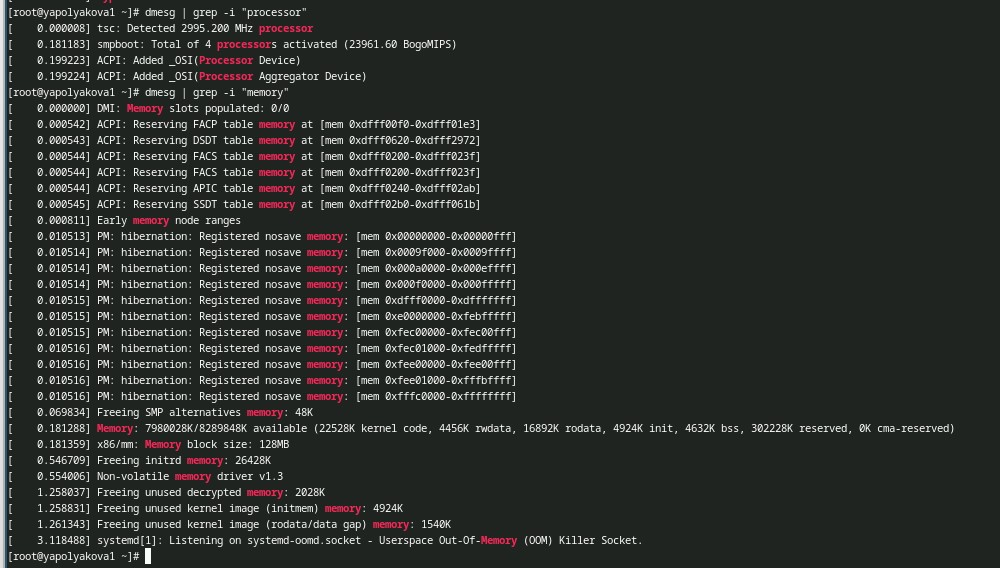 [root@yapolyakova1 ~]# dmesg | grep -i "processor"
[    0.000008] tsc: Detected 2995.200 MHz processor
[    0.181183] smpboot: Total of 4 processors activated (23961.60 BogoMIPS)
[    0.199223] ACPI: Added _OSI(Processor Device)
[    0.199224] ACPI: Added _OSI(Processor Aggregator Device)
[root@yapolyakova1 ~]# dmesg | grep -i "memory"
[    0.000000] DMI: Memory slots populated: 0/0
[    0.000542] ACPI: Reserving FACP table memory at [mem 0xdfff00f0-0xdfff01e3]
[    0.000543] ACPI: Reserving DSDT table memory at [mem 0xdfff0620-0xdfff2972]
[    0.000544] ACPI: Reserving FACS table memory at [mem 0xdfff0200-0xdfff023f]
[    0.000544] ACPI: Reserving FACS table memory at [mem 0xdfff0200-0xdfff023f]
[    0.000544] ACPI: Reserving APIC table memory at [mem 0xdfff0240-0xdfff02ab]
[    0.000545] ACPI: Reserving SSDT table memory at [mem 0xdfff02b0-0xdfff061b]
[    0.000811] Early memory node ranges
[    0.010513] PM: hibernation: Registered nosave memory: [mem 0x00000000-0x00000fff]
[    0.010514] PM: hibernation: Registered nosave memory: [mem 0x0009f000-0x0009ffff]
[    0.010514] PM: hibernation: Registered nosave memory: [mem 0x000a0000-0x000effff]
[    0.010514] PM: hibernation: Registered nosave memory: [mem 0x000f0000-0x000fffff]
[    0.010515] PM: hibernation: Registered nosave memory: [mem 0xdfff0000-0xdfffffff]
[    0.010515] PM: hibernation: Registered nosave memory: [mem 0xe0000000-0xfebfffff]
[    0.010515] PM: hibernation: Registered nosave memory: [mem 0xfec00000-0xfec00fff]
[    0.010516] PM: hibernation: Registered nosave memory: [mem 0xfec01000-0xfedfffff]
[    0.010516] PM: hibernation: Registered nosave memory: [mem 0xfee00000-0xfee00fff]
[    0.010516] PM: hibernation: Registered nosave memory: [mem 0xfee01000-0xfffbffff]
[    0.010516] PM: hibernation: Registered nosave memory: [mem 0xfffc0000-0xffffffff]
[    0.069834] Freeing SMP alternatives memory: 48K
[    0.181288] Memory: 7980028K/8289848K available (22528K kernel code, 4456K rwdata, 16892K rodata, 4924K init, 4632K bss, 302228K reserved, 0K cma-reserved)
[    0.181359] x86/mm: Memory block size: 128MB
[    0.546709] Freeing initrd memory: 26428K
[    0.554006] Non-volatile memory driver v1.3
[    1.258037] Freeing unused decrypted memory: 2028K
[    1.258831] Freeing unused kernel image (initmem) memory: 4924K
[    1.261343] Freeing unused kernel image (rodata/data gap) memory: 1540K
[    3.118488] systemd[1]: Listening on systemd-oomd.socket - Userspace Out-Of-Memory (OOM) Killer Socket.
[root@yapolyakova1 ~]#